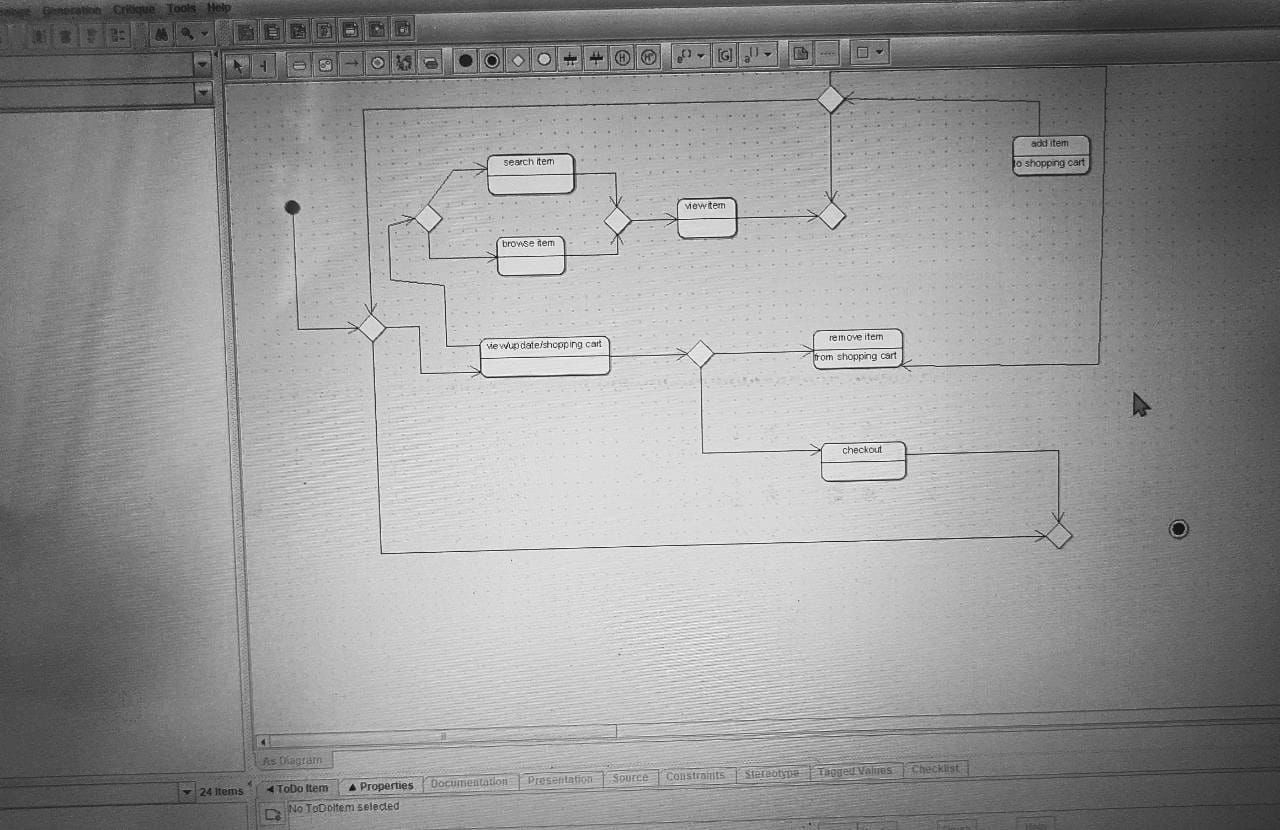 Generation Critique Tools Help
search item
browse item
view item
add item
to shopping cart
view/update/shopping cart
remove item
from shopping cart
checkout
As Diagram
24 Items
ToDo Item
Properties
Documentation
Presentation
Source
Constraints
Stereotype
Tagged Values
Checklist
No ToDoItem selected